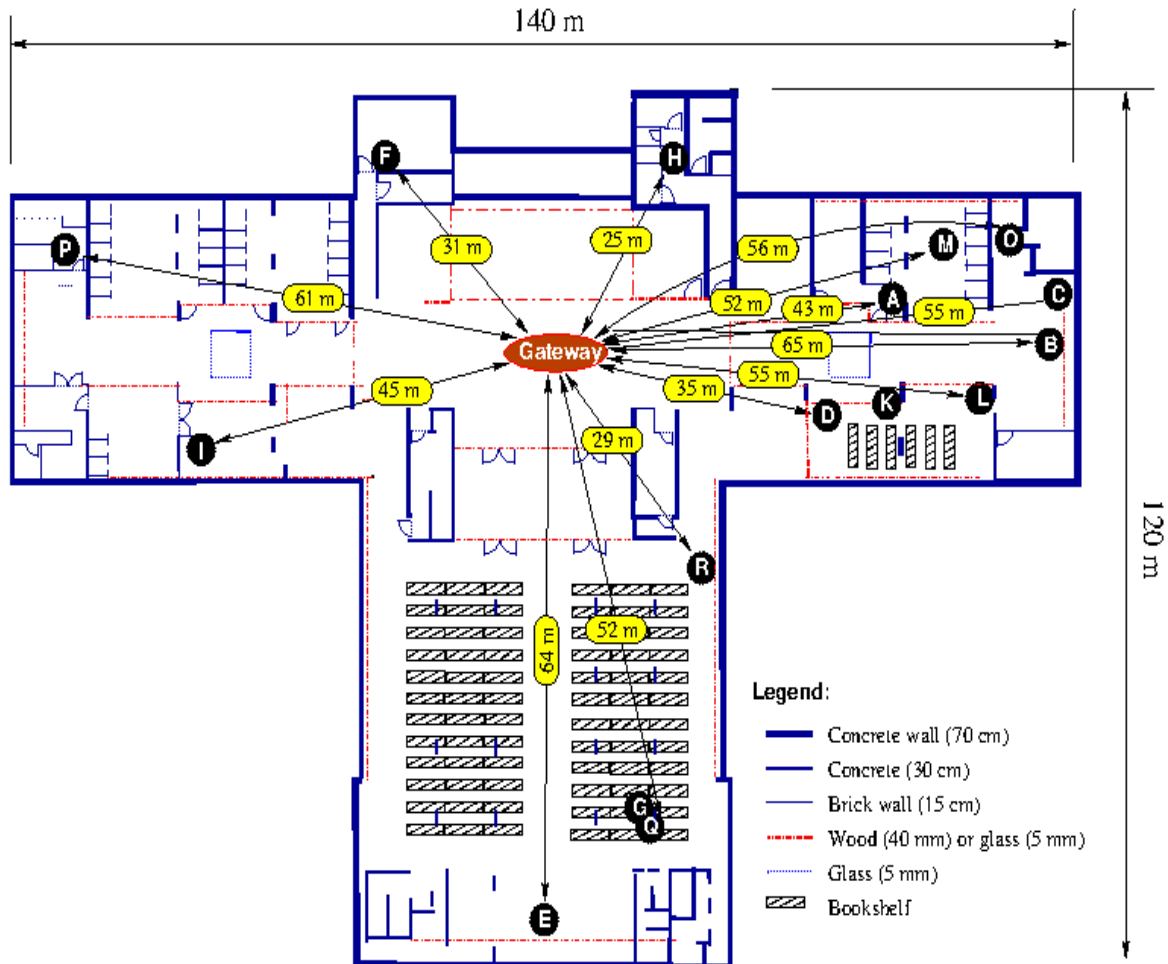 140 m
F
H
P
31 m
25 m
56 m
M
O
61 m
52 m
43 m
A
55 m
C
Gateway
65 m
B
45 m
55 m
35 m
D
K
L
I
29 m
120 m
R
52 m
64 m
G
Q
E
Legend:
Concrete wall (70 cm)
Concrete (30 cm)
Brick wall (15 cm)
Wood (40 mm) or glass (5 mm)
Glass (5 mm)
Bookshelf